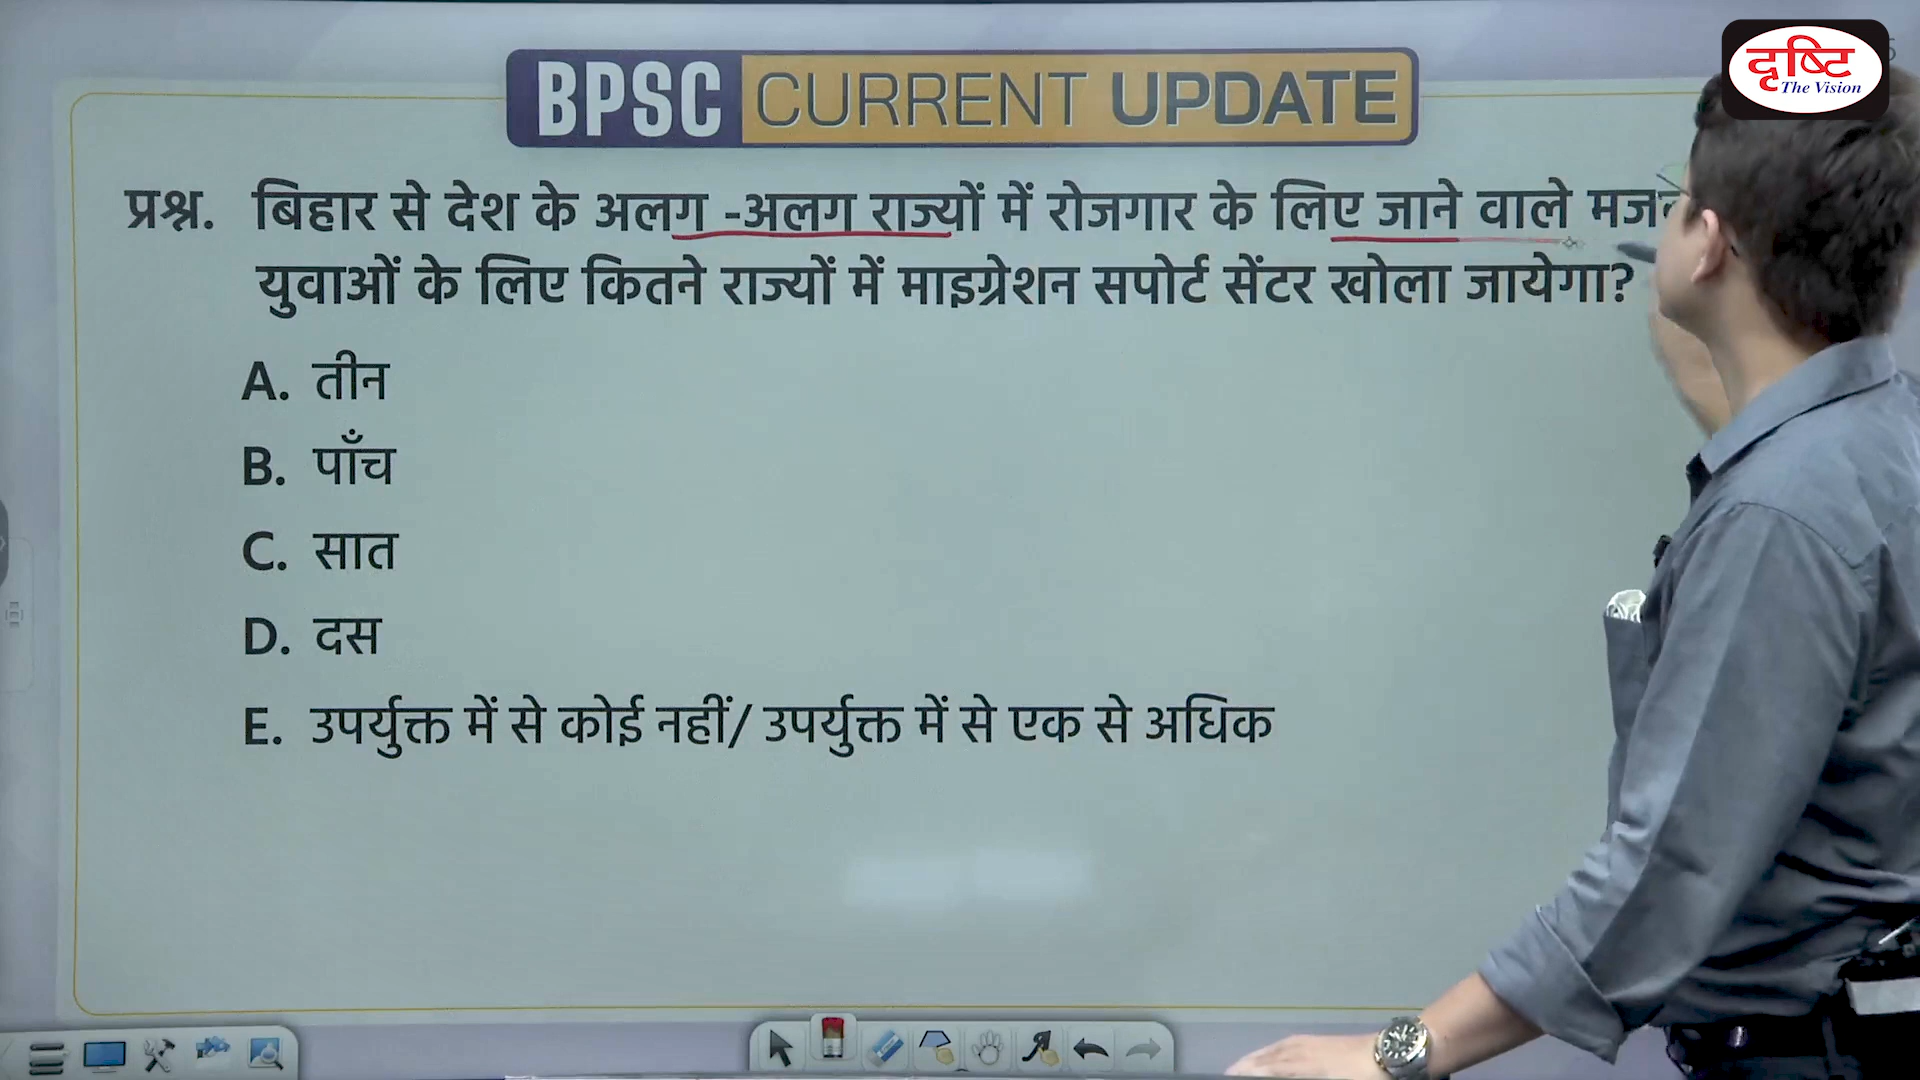 दृष्टि
The Vision
BPSC CURRENT UPDATE
प्रश्न. बिहार से देश के अलग -अलग राज्यों में रोजगार के लिए जाने वाले
युवाओं के लिए कितने राज्यों में माइग्रेशन सपोर्ट सेंटर खोला जायेगा?
A. तीन
B. पाँच
C. सात
D. दस
E. उपर्युक्त में से कोई नहीं/ उपर्युक्त में से एक से अधिक